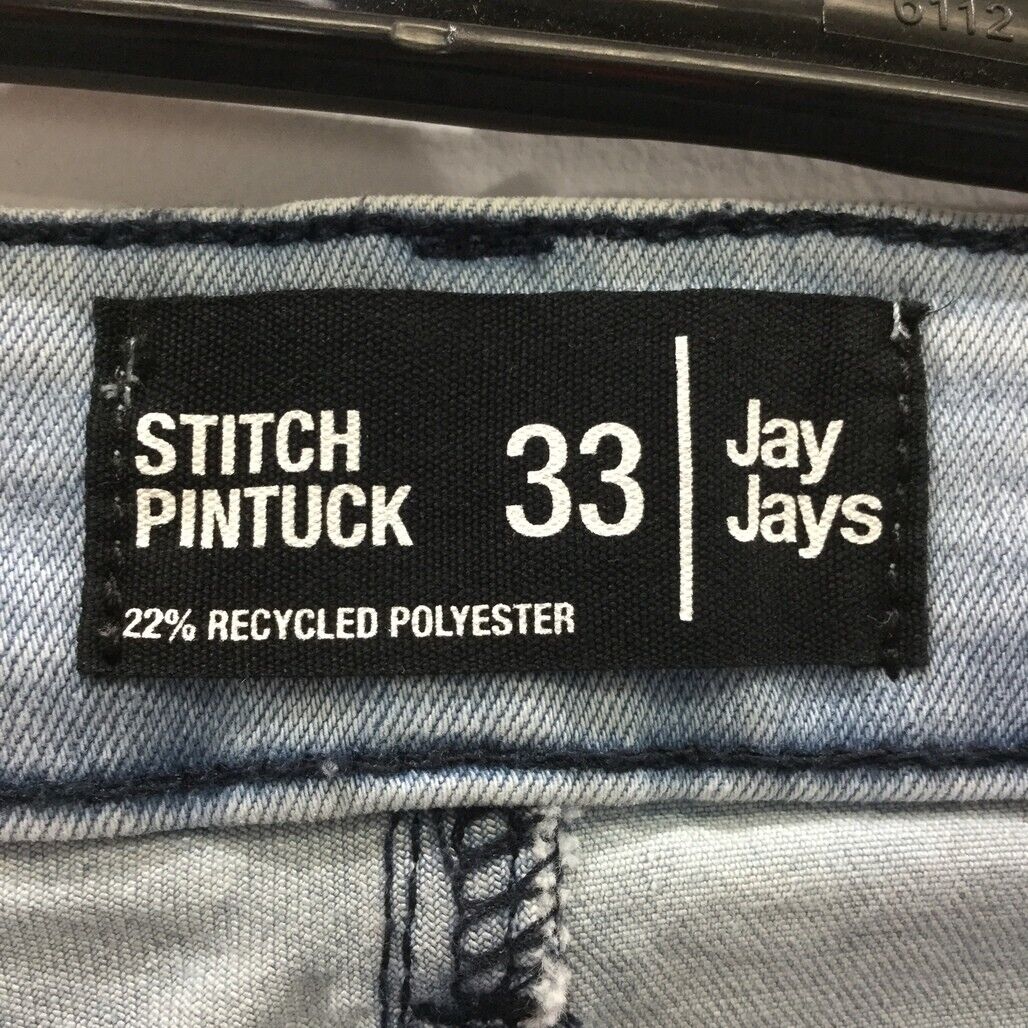 6112
STITCH
PINTUCK
33
Jay
Jays
22% RECYCLED POLYESTER